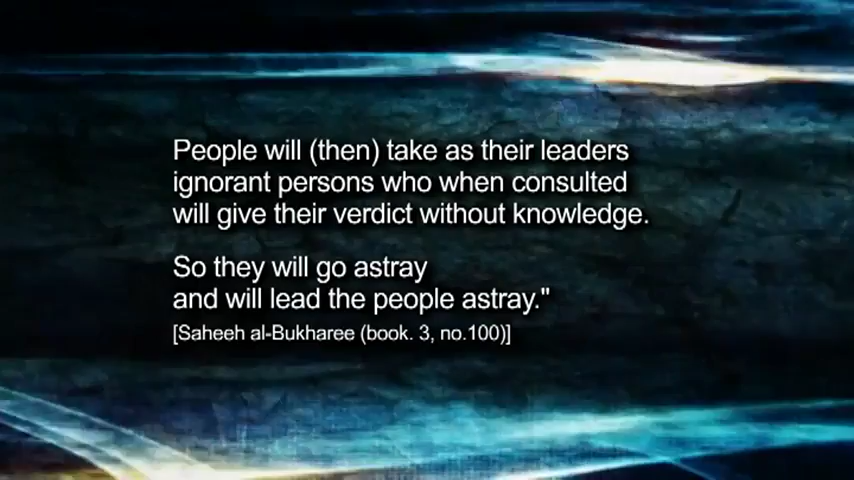 People will (then) take as their leaders
ignorant persons who when consulted
will give their verdict without knowledge.
So they will go astray
and will lead the people astray."
[Saheeh al-Bukharee (book. 3, no.100)]